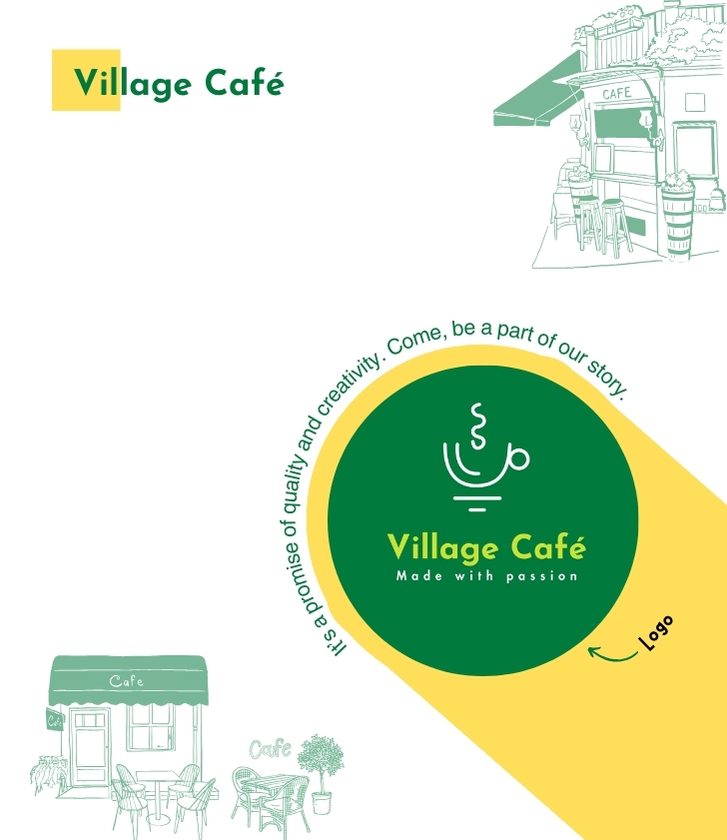 Village Café
CAFE
It's a promise of quality and creativity. Come, be a part of our story.
Village Café
Made with passion
Logo
Cafe
Cafe
Cafe